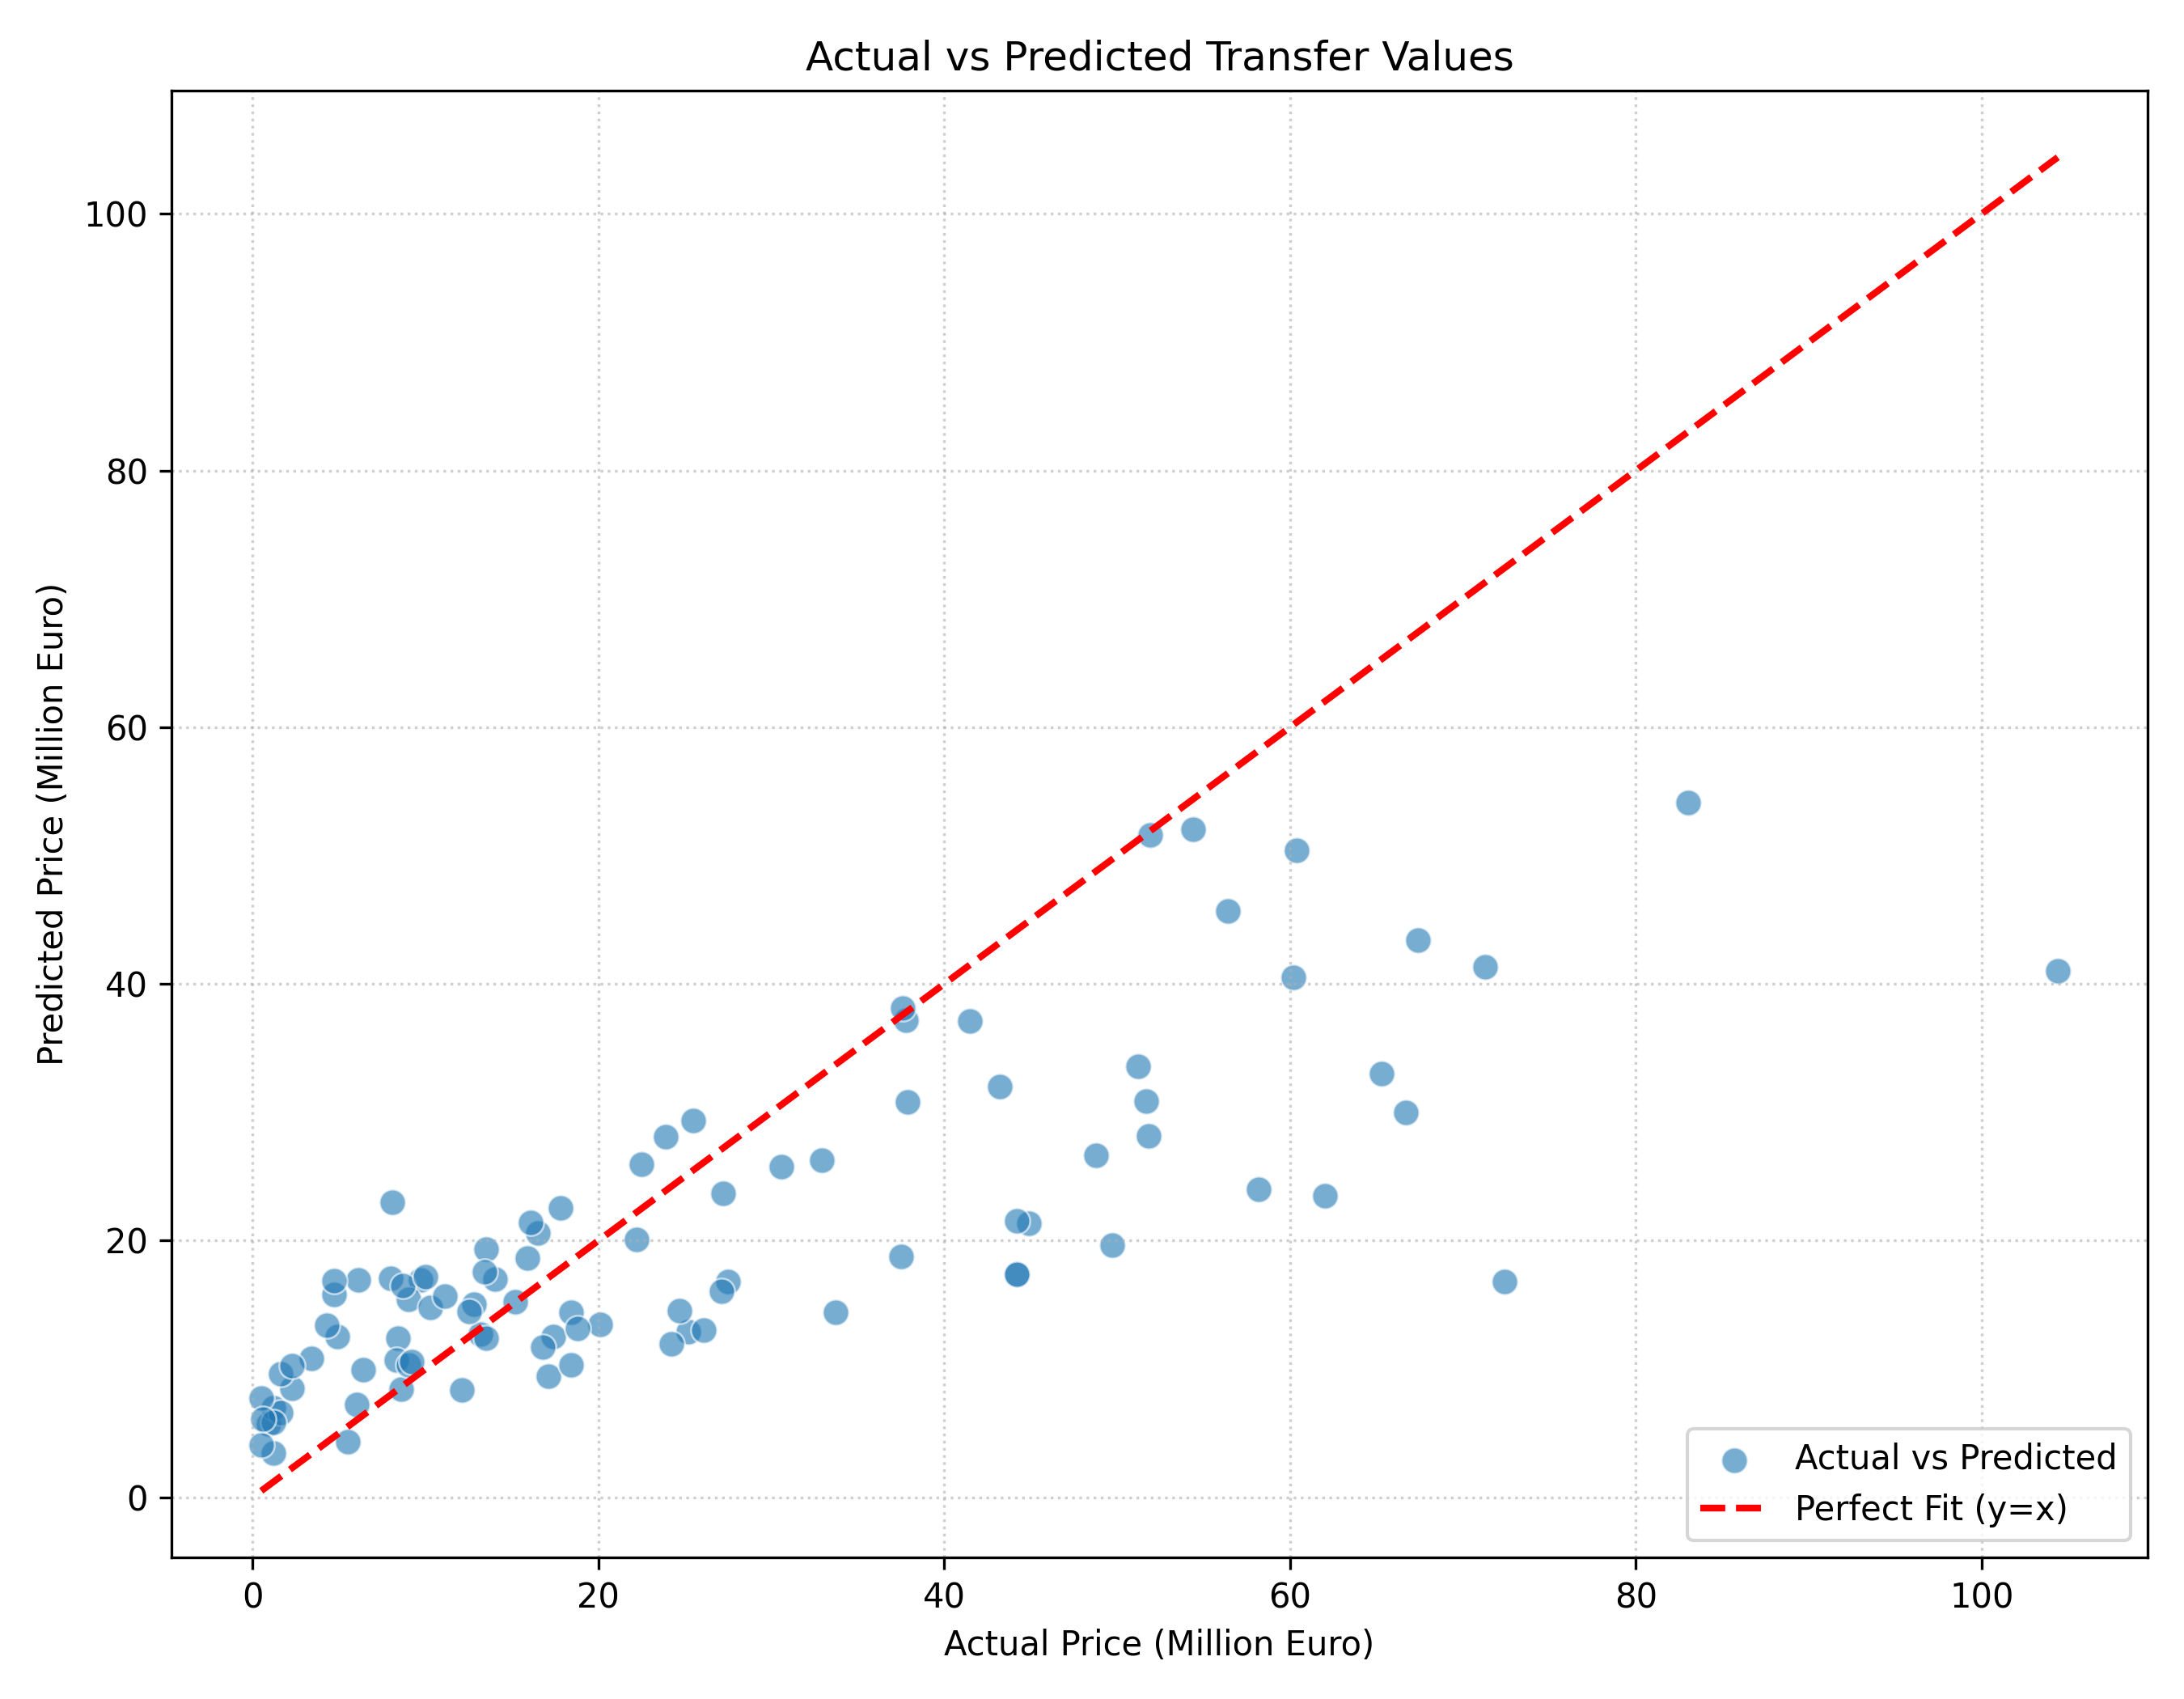 Actual vs Predicted Transfer Values
Predicted Price (Million Euro)
100
80
60
40
20
0
0 20 40 60 80 100
Actual Price (Million Euro)
Actual vs Predicted
Perfect Fit (y=x)